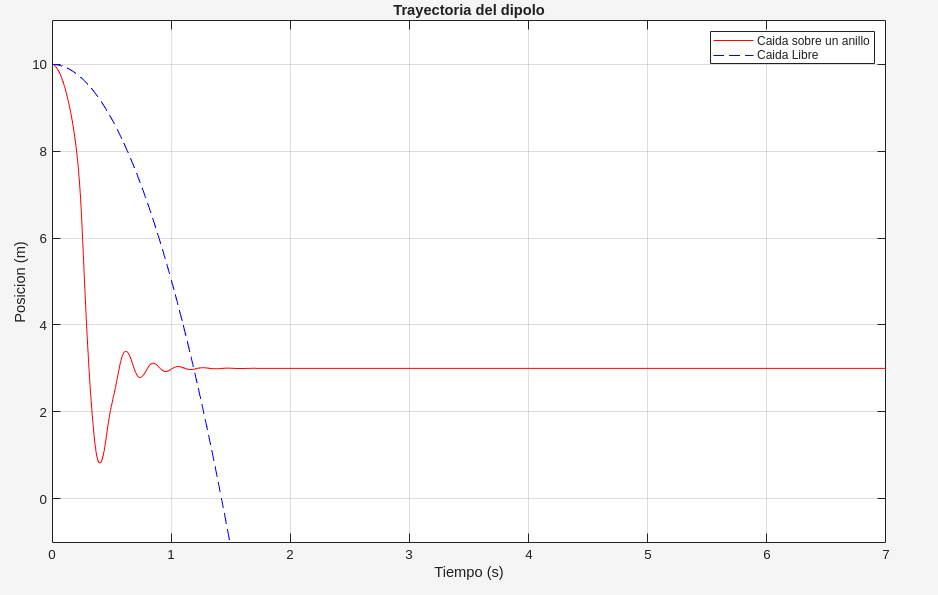 Trayectoria del dipolo
Caida sobre un anillo
Caida Libre
10
8
6
4
2
0
Posicion (m)
0 1 2 3 4 5 6 7
Tiempo (s)